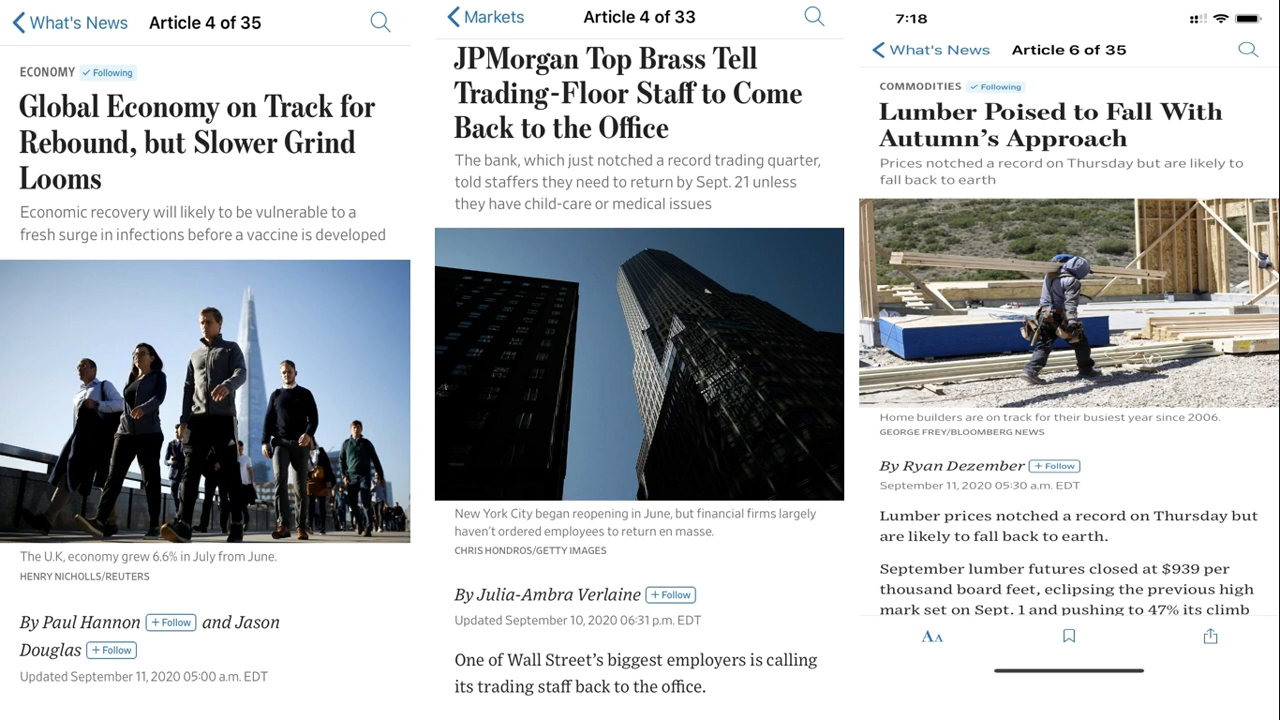 What's News
Article 4 of 35
ECONOMY ✓ Following
Global Economy on Track for
Rebound, but Slower Grind
Looms
Economic recovery will likely to be vulnerable to a
fresh surge in infections before a vaccine is developed
The U.K, economy grew 6.6% in July from June.
HENRY NICHOLLS/REUTERS
By Paul Hannon + Follow and Jason
Douglas + Follow
Updated September 11, 2020 05:00 a.m. EDT
Markets
Article 4 of 33
JPMorgan Top Brass Tell
Trading-Floor Staff to Come
Back to the Office
The bank, which just notched a record trading quarter,
told staffers they need to return by Sept. 21 unless
they have child-care or medical issues
New York City began reopening in June, but financial firms largely
haven't ordered employees to return en masse.
CHRIS HONDROS/GETTY IMAGES
By Julia-Ambra Verlaine + Follow
Updated September 10, 2020 06:31 p.m. EDT
One of Wall Street's biggest employers is calling
its trading staff back to the office.
7:18
What's News
Article 6 of 35
COMMODITIES ✓ Following
Lumber Poised to Fall With
Autumn's Approach
Prices notched a record on Thursday but are likely to
fall back to earth
Home builders are on track for their busiest year since 2006.
GEORGE FREY/BLOOMBERG NEWS
By Ryan Dezember + Follow
September 11, 2020 05:30 a.m. EDT
Lumber prices notched a record on Thursday but
are likely to fall back to earth.
September lumber futures closed at $939 per
thousand board feet, eclipsing the previous high
mark set on Sept. 1 and pushing to 47% its climb
AA